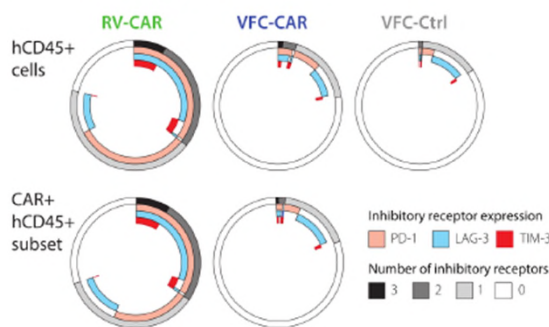 RV-CAR
VFC-CAR
VFC-Ctrl
hCD45+
cells
CAR+
hCD45+
subset
Inhibitory receptor expression
PD-1
LAG-3
TIM-3
Number of inhibitory receptors
3
2
1
0